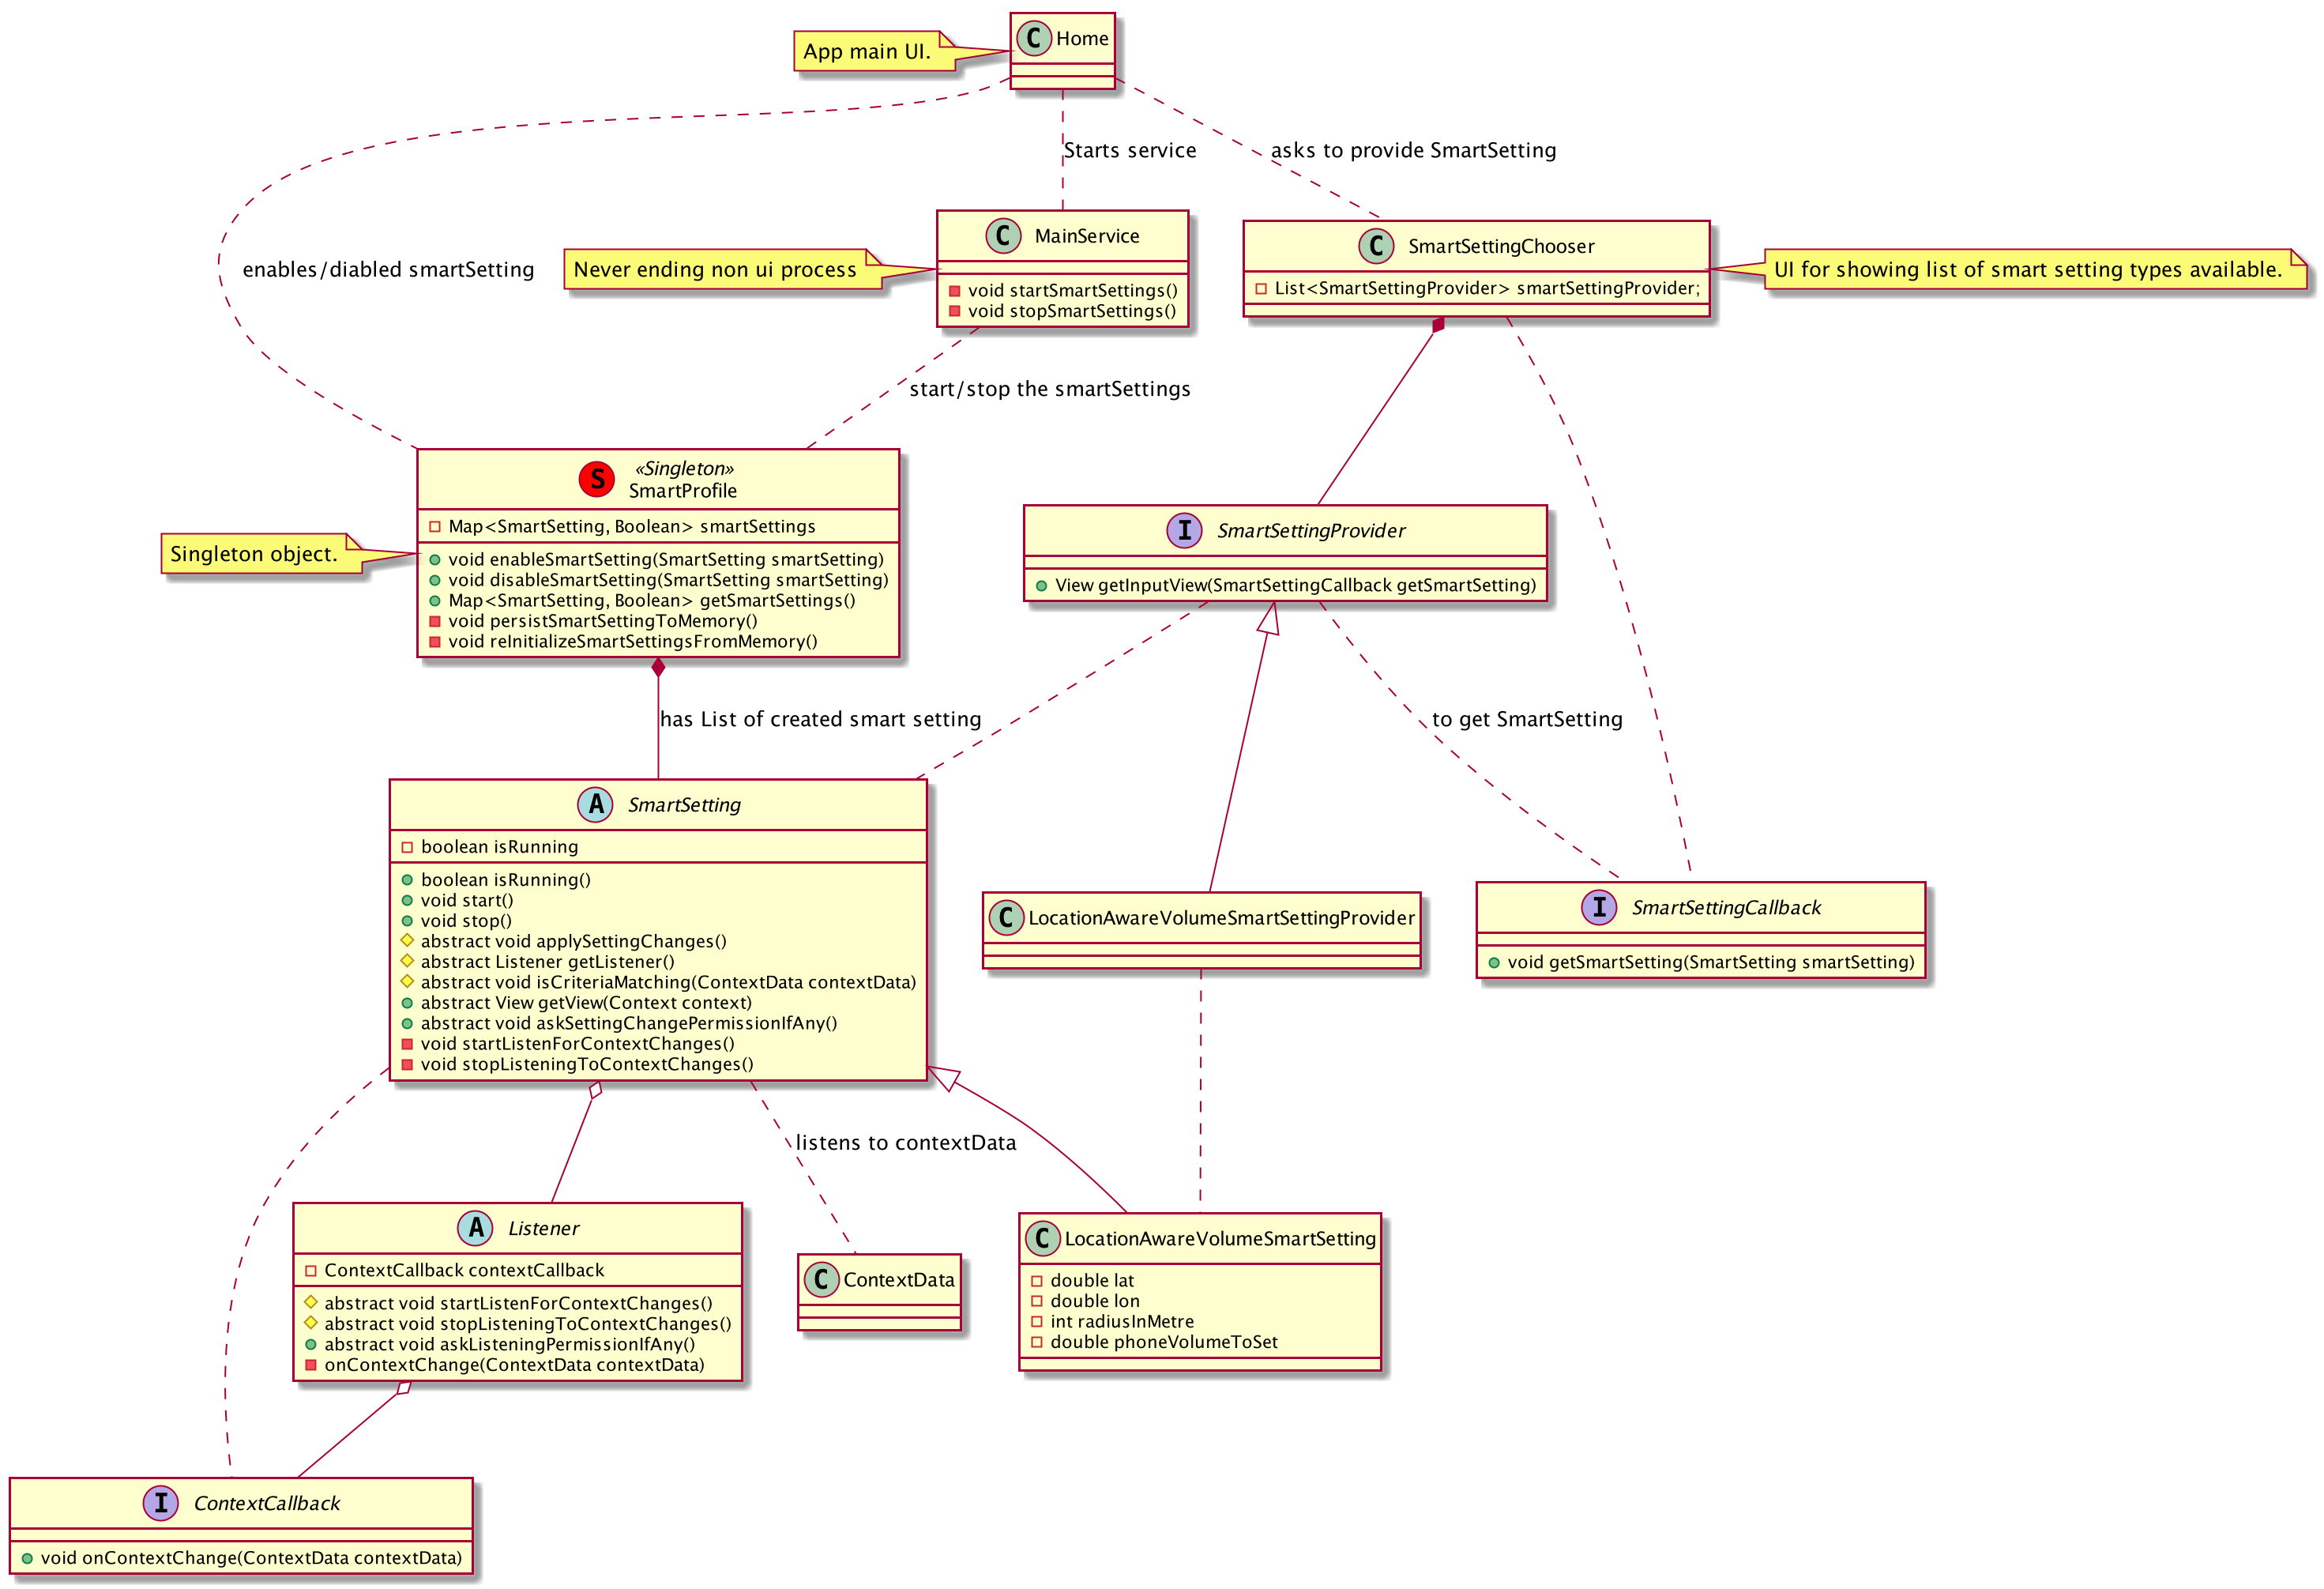 C Home
App main UI.
Starts service
asks to provide SmartSetting
enables/diabled smartSetting
C MainService
void startSmartSettings()
void stopSmartSettings()
Never ending non ui process
C SmartSettingChooser
List<SmartSettingProvider> smartSettingProvider;
UI for showing list of smart setting types available.
start/stop the smartSettings
S «Singleton»
SmartProfile
Map<SmartSetting, Boolean> smartSettings
void enableSmartSetting(SmartSetting smartSetting)
void disableSmartSetting(SmartSetting smartSetting)
Map<SmartSetting, Boolean> getSmartSettings()
void persistSmartSettingToMemory()
void reInitializeSmartSettingsFromMemory()
Singleton object.
I SmartSettingProvider
View getInputView(SmartSettingCallback getSmartSetting)
has List of created smart setting
to get SmartSetting
A SmartSetting
boolean isRunning
boolean isRunning()
void start()
void stop()
abstract void applySettingChanges()
abstract Listener getListener()
abstract void isCriteriaMatching(ContextData contextData)
abstract View getView(Context context)
abstract void askSettingChangePermissionIfAny()
void startListenForContextChanges()
void stopListeningToContextChanges()
C LocationAwareVolumeSmartSettingProvider
I SmartSettingCallback
void getSmartSetting(SmartSetting smartSetting)
listens to contextData
A Listener
ContextCallback contextCallback
abstract void startListenForContextChanges()
abstract void stopListeningToContextChanges()
abstract void askListeningPermissionIfAny()
onContextChange(ContextData contextData)
C ContextData
C LocationAwareVolumeSmartSetting
double lat
double lon
int radiusInMetre
double phoneVolumeToSet
I ContextCallback
void onContextChange(ContextData contextData)